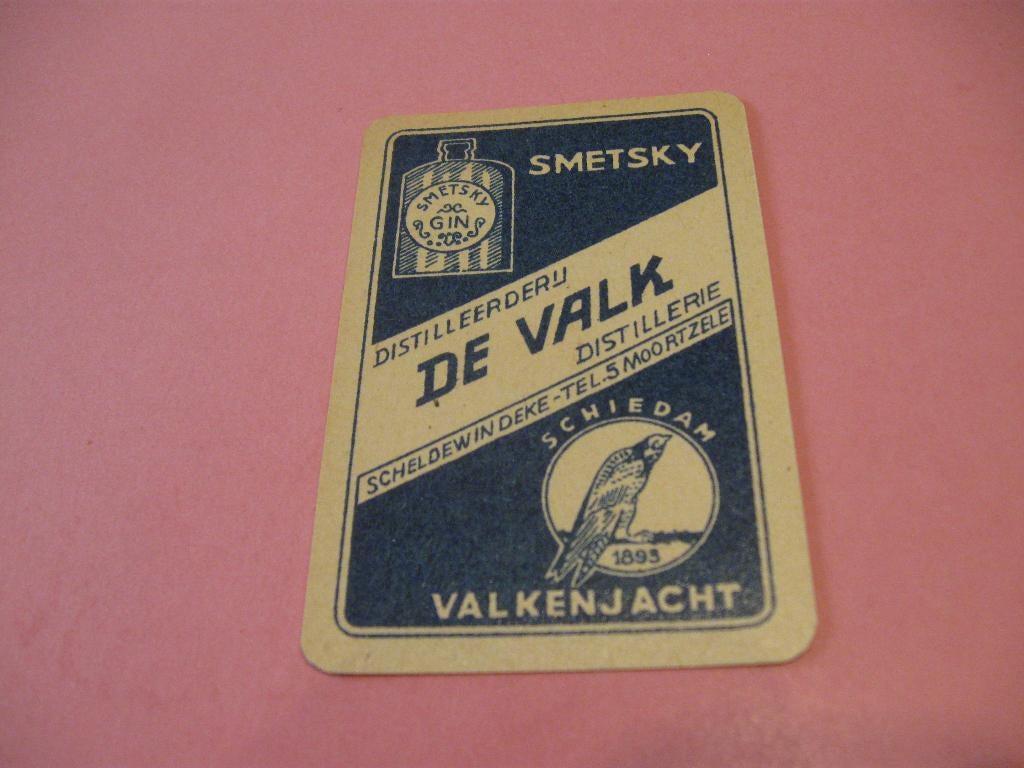 SMETSKY
SMETSKY
GIN
DISTILLEERDERIJ
DE VALK
DISTILLERIE
SCHELDEWINDEKE-TEL.5 MOORTZELE
SCHIEDAM
1893
VALKENJACHT